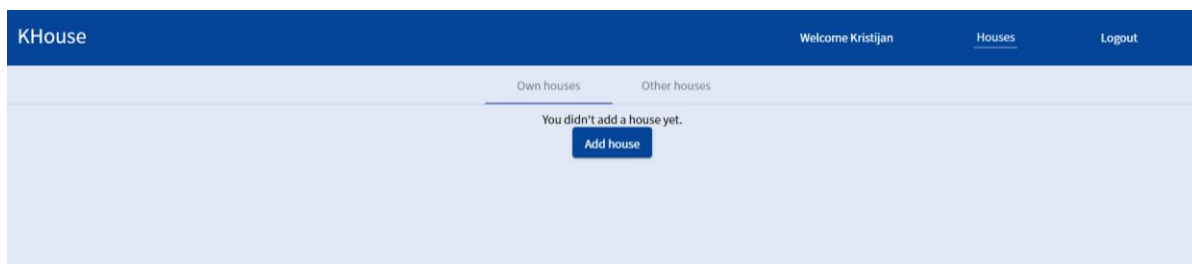 KHouse Welcome Kristijan Houses Logout
Own houses Other houses
You didn't add a house yet.
Add house